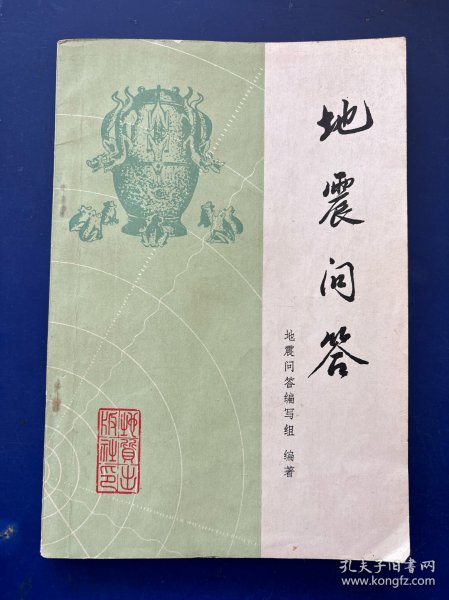 地震问答
地震问答编写组 编著
地质出
版社印
孔夫子旧书网
www.kongfz.com